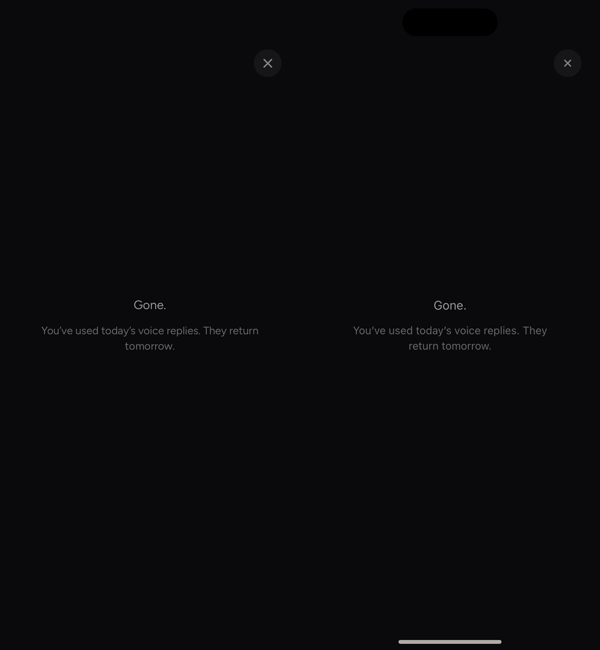 Gone.
You've used today's voice replies. They return
tomorrow.
Gone.
You've used today's voice replies. They
return tomorrow.